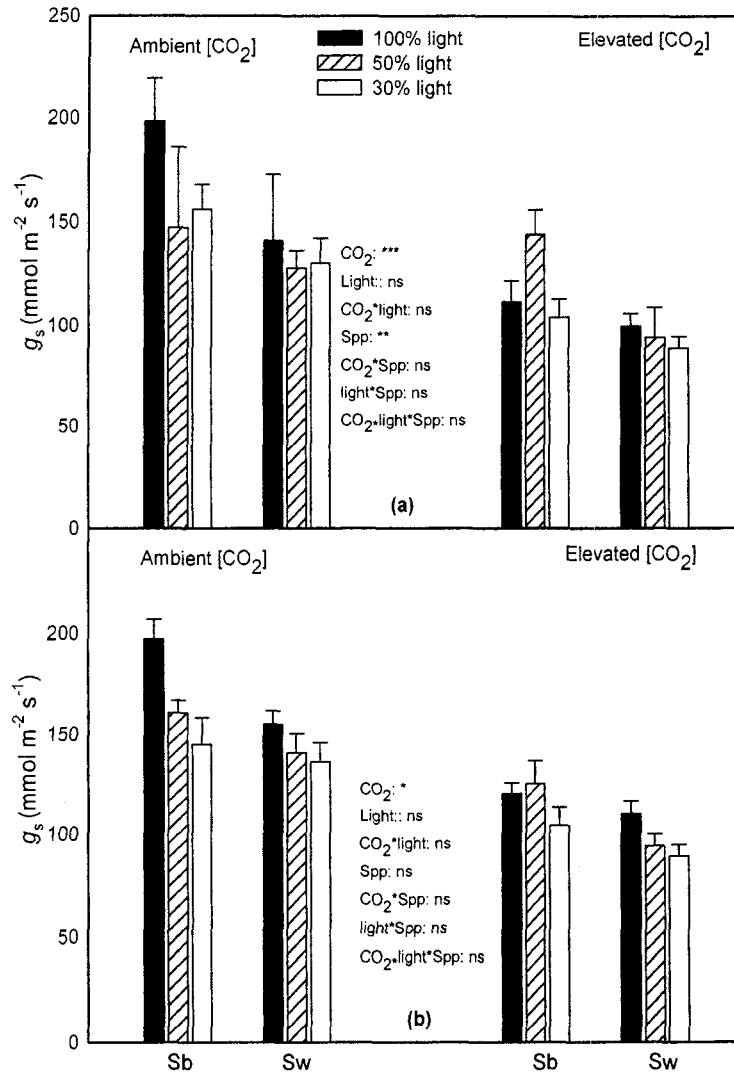 250
200
150
100
50
0
gs (mmol m−2 s−1)
Ambient [CO2]
100% light
50% light
30% light
Elevated [CO2]
CO2: ***
Light:: ns
CO2*light: ns
Spp: **
CO2*Spp: ns
light*Spp: ns
CO2*light*Spp: ns
(a)
Ambient [CO2]
Elevated [CO2]
200
150
100
50
0
gs (mmol m−2 s−1)
CO2: *
Light:: ns
CO2*light: ns
Spp: ns
CO2*Spp: ns
light*Spp: ns
CO2*light*Spp: ns
(b)
Sb Sw Sb Sw